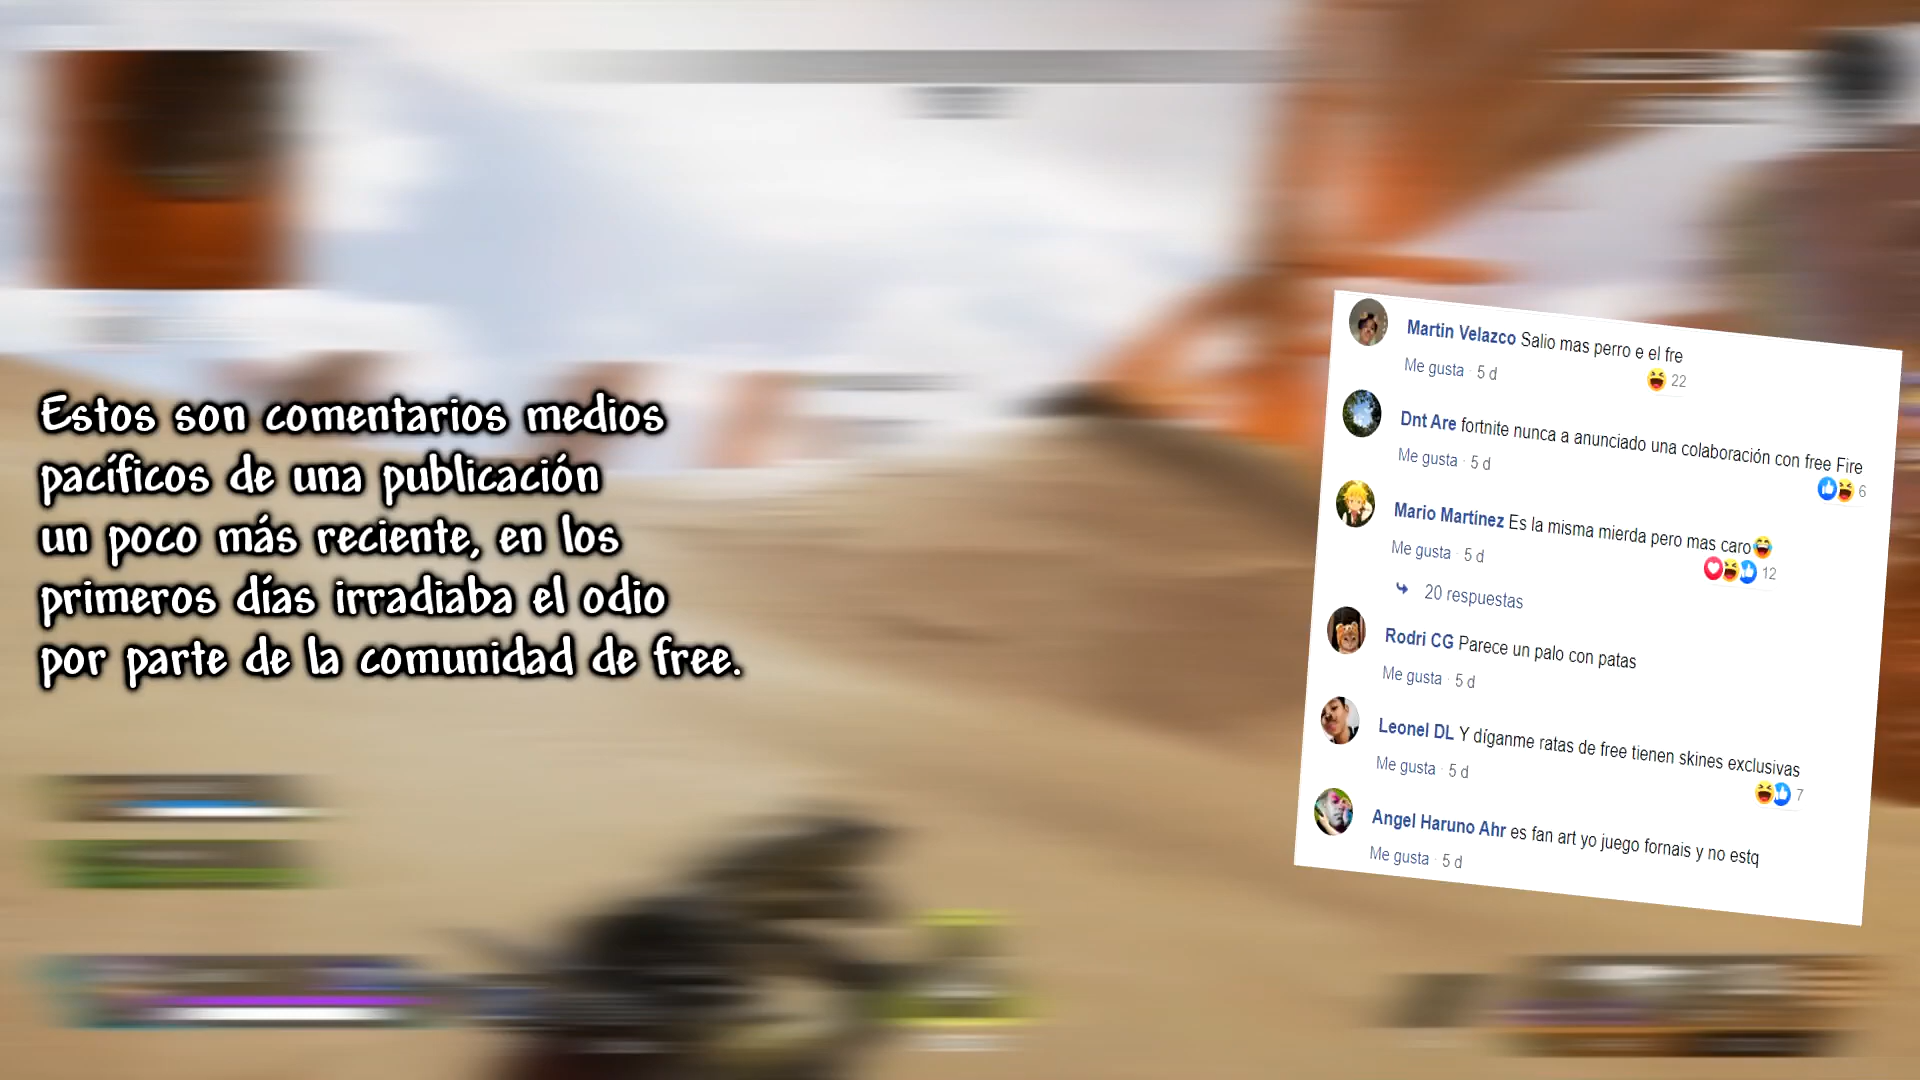 Estos son comentarios medios
pacíficos de una publicación
un poco más reciente, en los
primeros días irradiaba el odio
por parte de la comunidad de free.
Martin Velazco Salio mas perro e el fre
Me gusta · 5 d
22
Dnt Are fortnite nunca a anunciado una colaboración con free Fire
Me gusta · 5 d
6
Mario Martínez Es la misma mierda pero mas caro😂
Me gusta · 5 d
12
20 respuestas
Rodri CG Parece un palo con patas
Me gusta · 5 d
Leonel DL Y díganme ratas de free tienen skines exclusivas
Me gusta · 5 d
7
Angel Haruno Ahr es fan art yo juego fornais y no estq
Me gusta · 5 d